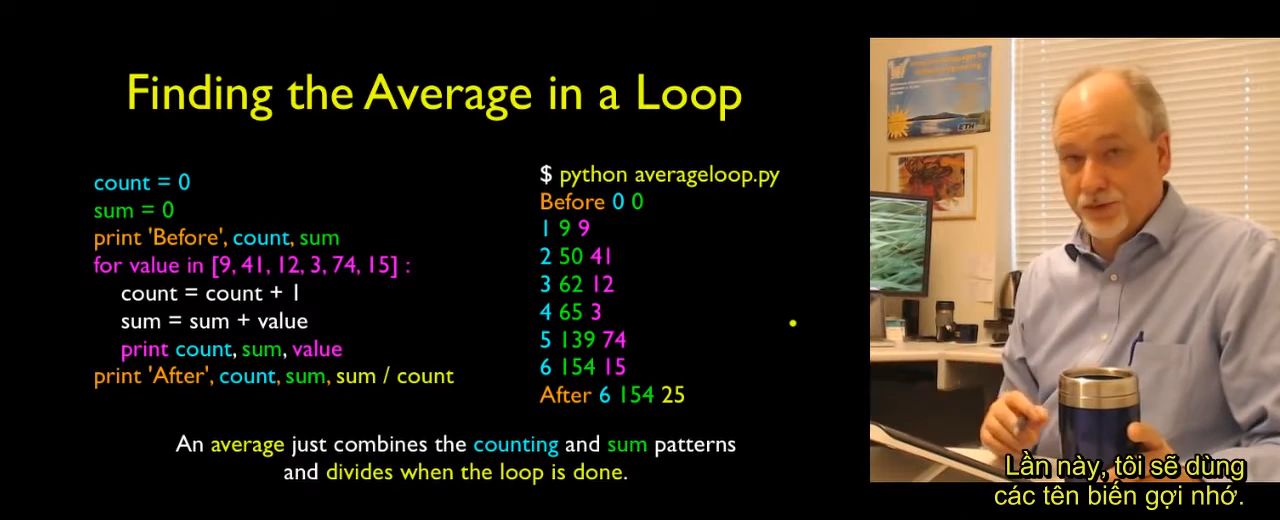 Finding the Average in a Loop
count = 0
sum = 0
print 'Before', count, sum
for value in [9, 41, 12, 3, 74, 15] :
    count = count + 1
    sum = sum + value
    print count, sum, value
print 'After', count, sum, sum / count
$ python averageloop.py
Before 0 0
1 9 9
2 50 41
3 62 12
4 65 3
5 139 74
6 154 15
After 6 154 25
An average just combines the counting and sum patterns
and divides when the loop is done.
ETH
Lần này, tôi sẽ dùng
các tên biến gợi nhớ.